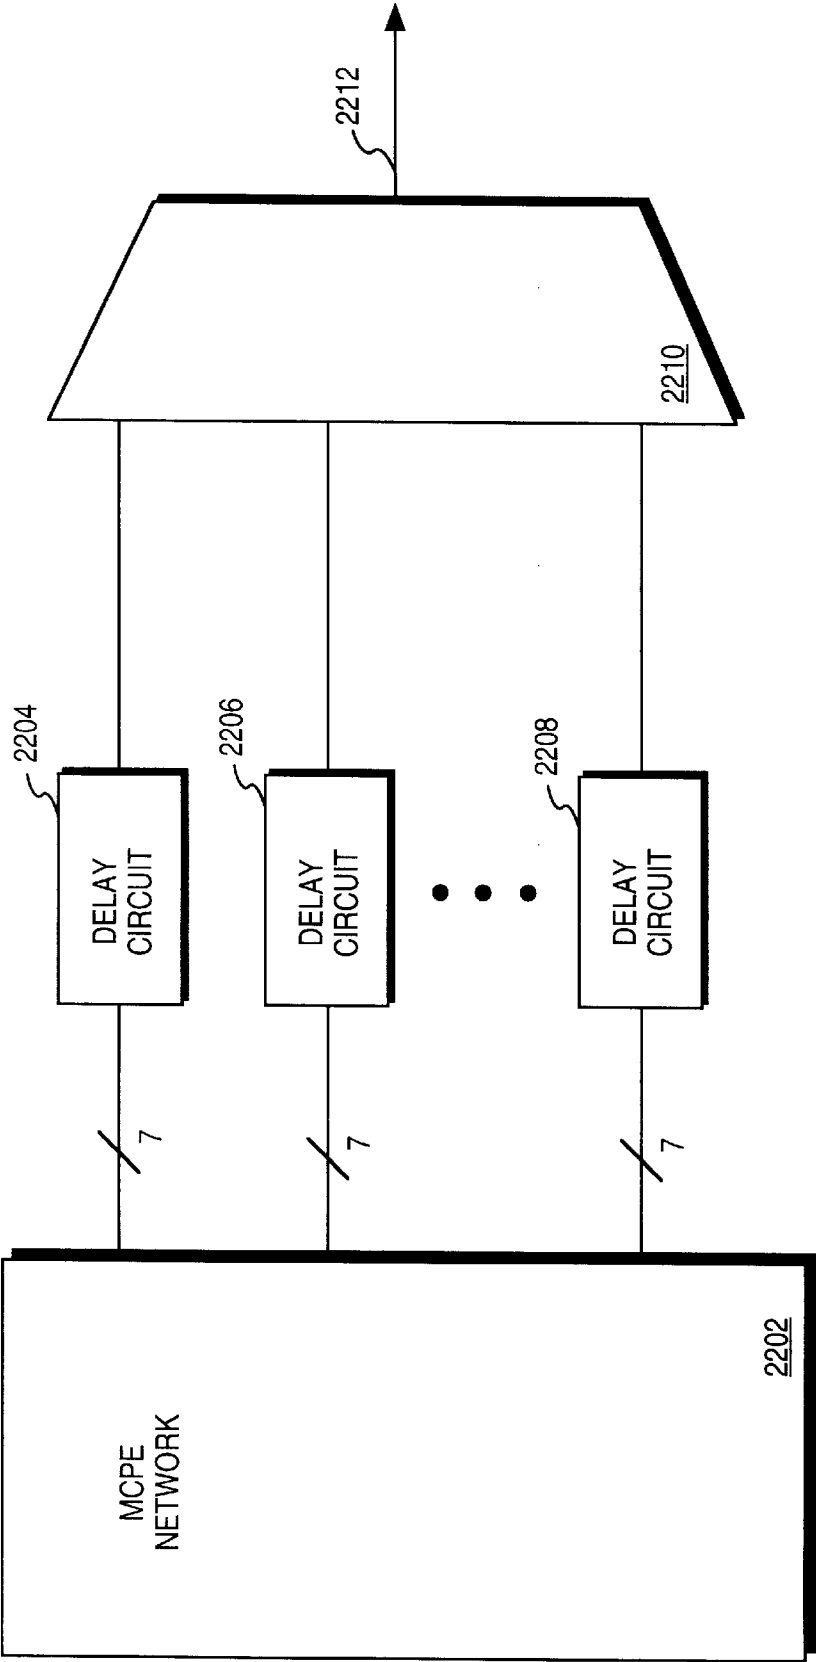 MCPE
NETWORK
2202
7
7
7
DELAY
CIRCUIT
2204
DELAY
CIRCUIT
2206
DELAY
CIRCUIT
2208
2210
2212